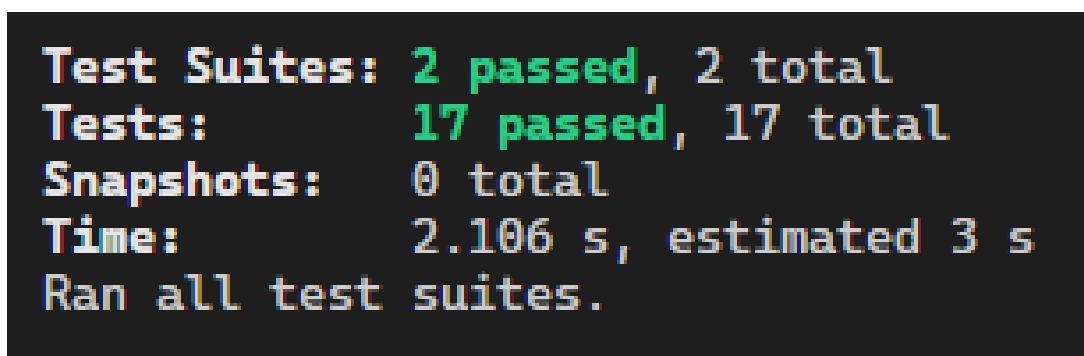 Test Suites: 2 passed, 2 total
Tests: 17 passed, 17 total
Snapshots: 0 total
Time: 2.106 s, estimated 3 s
Ran all test suites.